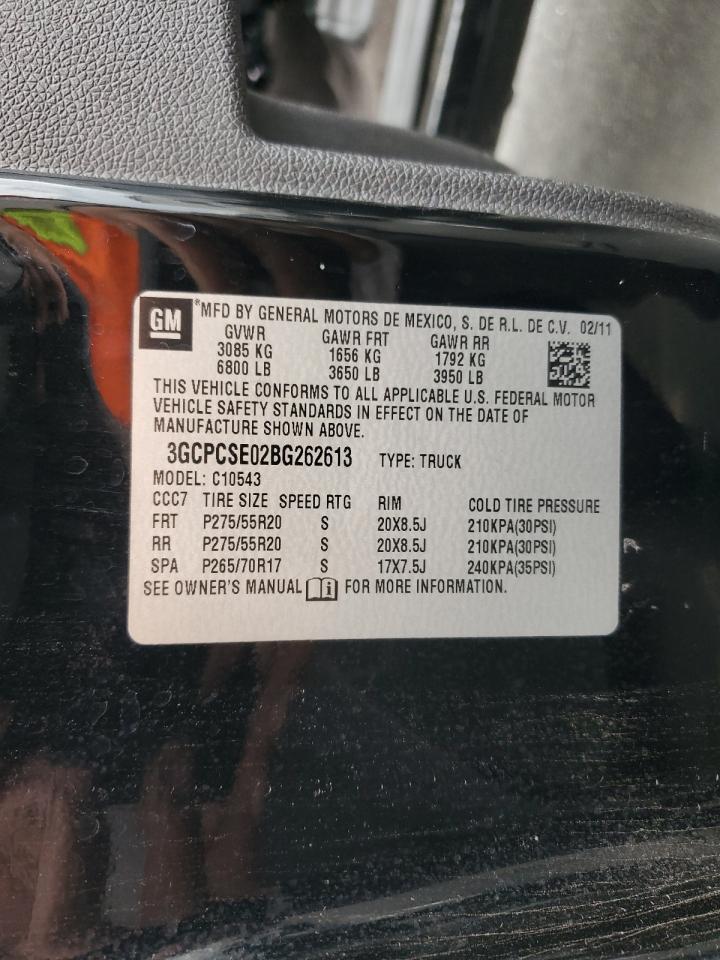 GM *MFD BY GENERAL MOTORS DE MEXICO, S. DE R.L. DE C.V. 02/11
GVWR GAWR FRT GAWR RR
3085 KG 1656 KG 1792 KG
6800 LB 3650 LB 3950 LB
THIS VEHICLE CONFORMS TO ALL APPLICABLE U.S. FEDERAL MOTOR
VEHICLE SAFETY STANDARDS IN EFFECT ON THE DATE OF
MANUFACTURE SHOWN ABOVE.
3GCPCSE02BG262613 TYPE: TRUCK
MODEL: C10543
CCC7 TIRE SIZE SPEED RTG RIM COLD TIRE PRESSURE
FRT P275/55R20 S 20X8.5J 210KPA(30PSI)
RR P275/55R20 S 20X8.5J 210KPA(30PSI)
SPA P265/70R17 S 17X7.5J 240KPA(35PSI)
SEE OWNER'S MANUAL i FOR MORE INFORMATION.